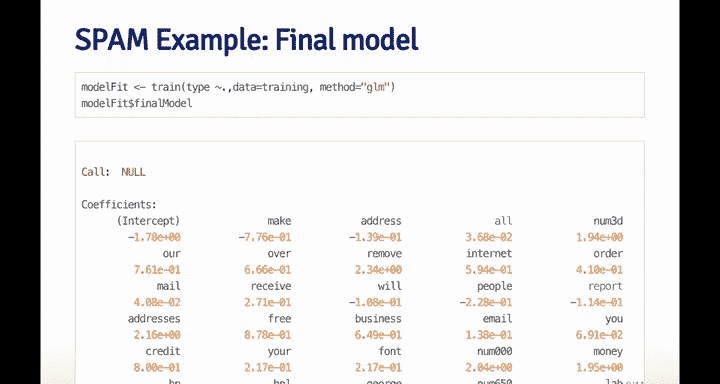 SPAM Example: Final model
modelFit <- train(type ~.,data=training, method="glm")
modelFit$finalModel
Call: NULL
Coefficients:
(Intercept) make address all num3d
-1.78e+00 -7.76e-01 -1.39e-01 3.68e-02 1.94e+00
our over remove internet order
7.61e-01 6.66e-01 2.34e+00 5.94e-01 4.10e-01
mail receive will people report
4.08e-02 2.71e-01 -1.08e-01 -2.28e-01 -1.14e-01
addresses free business email you
2.16e+00 8.78e-01 6.49e-01 1.38e-01 6.91e-02
credit your font num000 money
8.00e-01 2.17e-01 2.17e-01 2.04e+00 1.95e+00
hp hpl george num650 lab